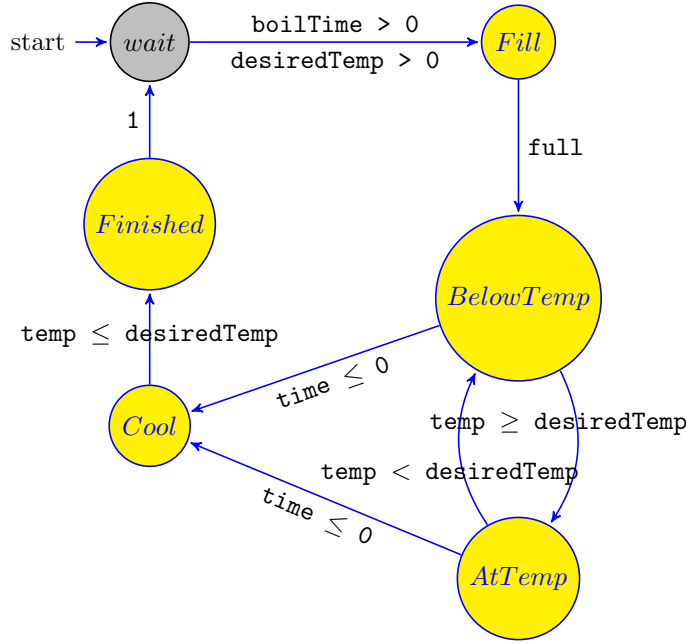 start
wait
boilTime > 0
desiredTemp > 0
Fill
1
full
Finished
BelowTemp
temp ≤ desiredTemp
time ≤ 0
Cool
temp ≥ desiredTemp
temp < desiredTemp
time ≤ 0
AtTemp